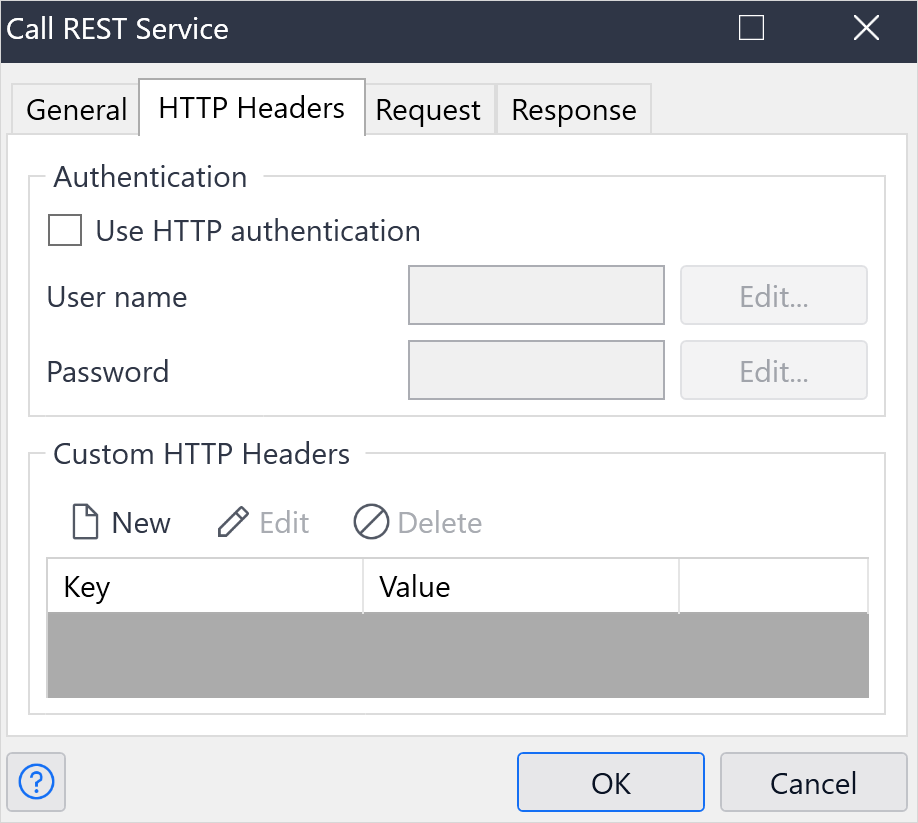 Call REST Service
General HTTP Headers Request Response
Authentication
Use HTTP authentication
User name Edit...
Password Edit...
Custom HTTP Headers
New Edit Delete
Key Value
? OK Cancel